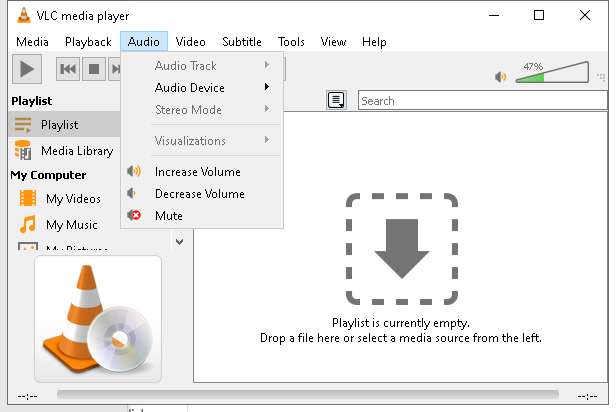 VLC media player
Media Playback Audio Video Subtitle Tools View Help
Audio Track
Audio Device
Stereo Mode
Visualizations
Increase Volume
Decrease Volume
Mute
47%
Search
Playlist
Playlist
Media Library
My Computer
My Videos
My Music
My Pictures
Playlist is currently empty.
Drop a file here or select a media source from the left.
--:-- --:--